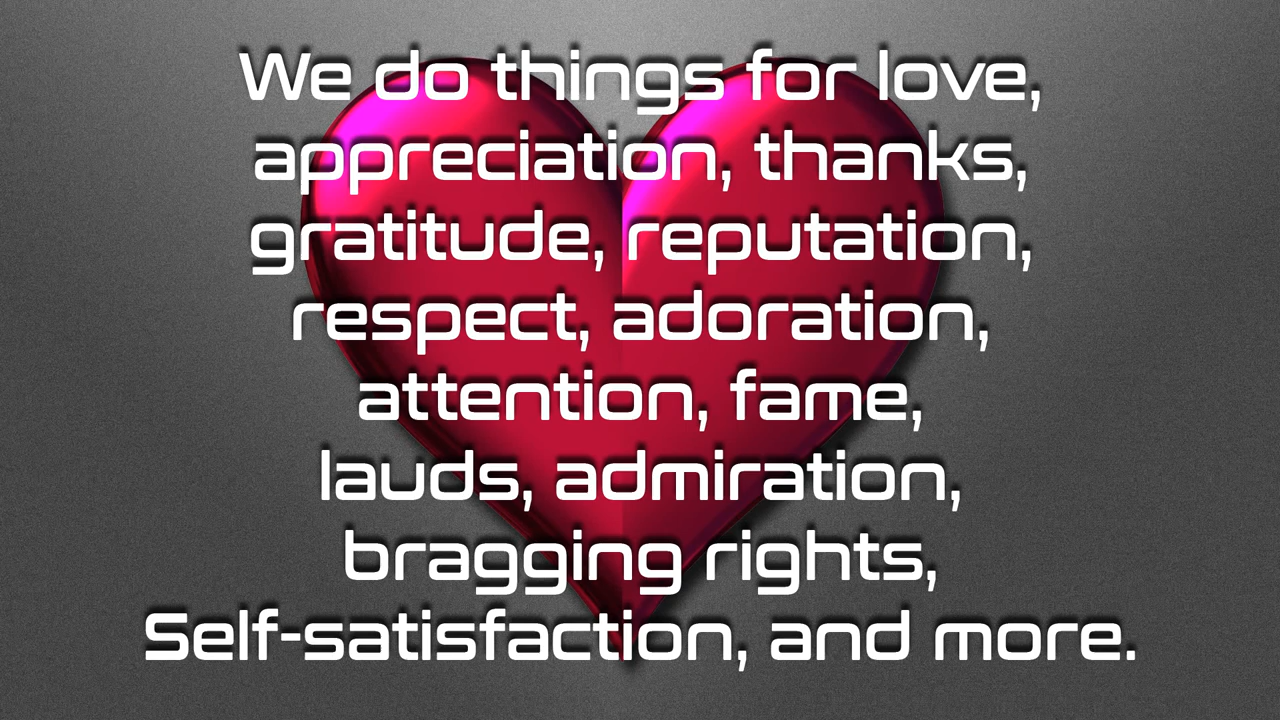 We do things for love,
appreciation, thanks,
gratitude, reputation,
respect, adoration,
attention, fame,
lauds, admiration,
bragging rights,
Self-satisfaction, and more.